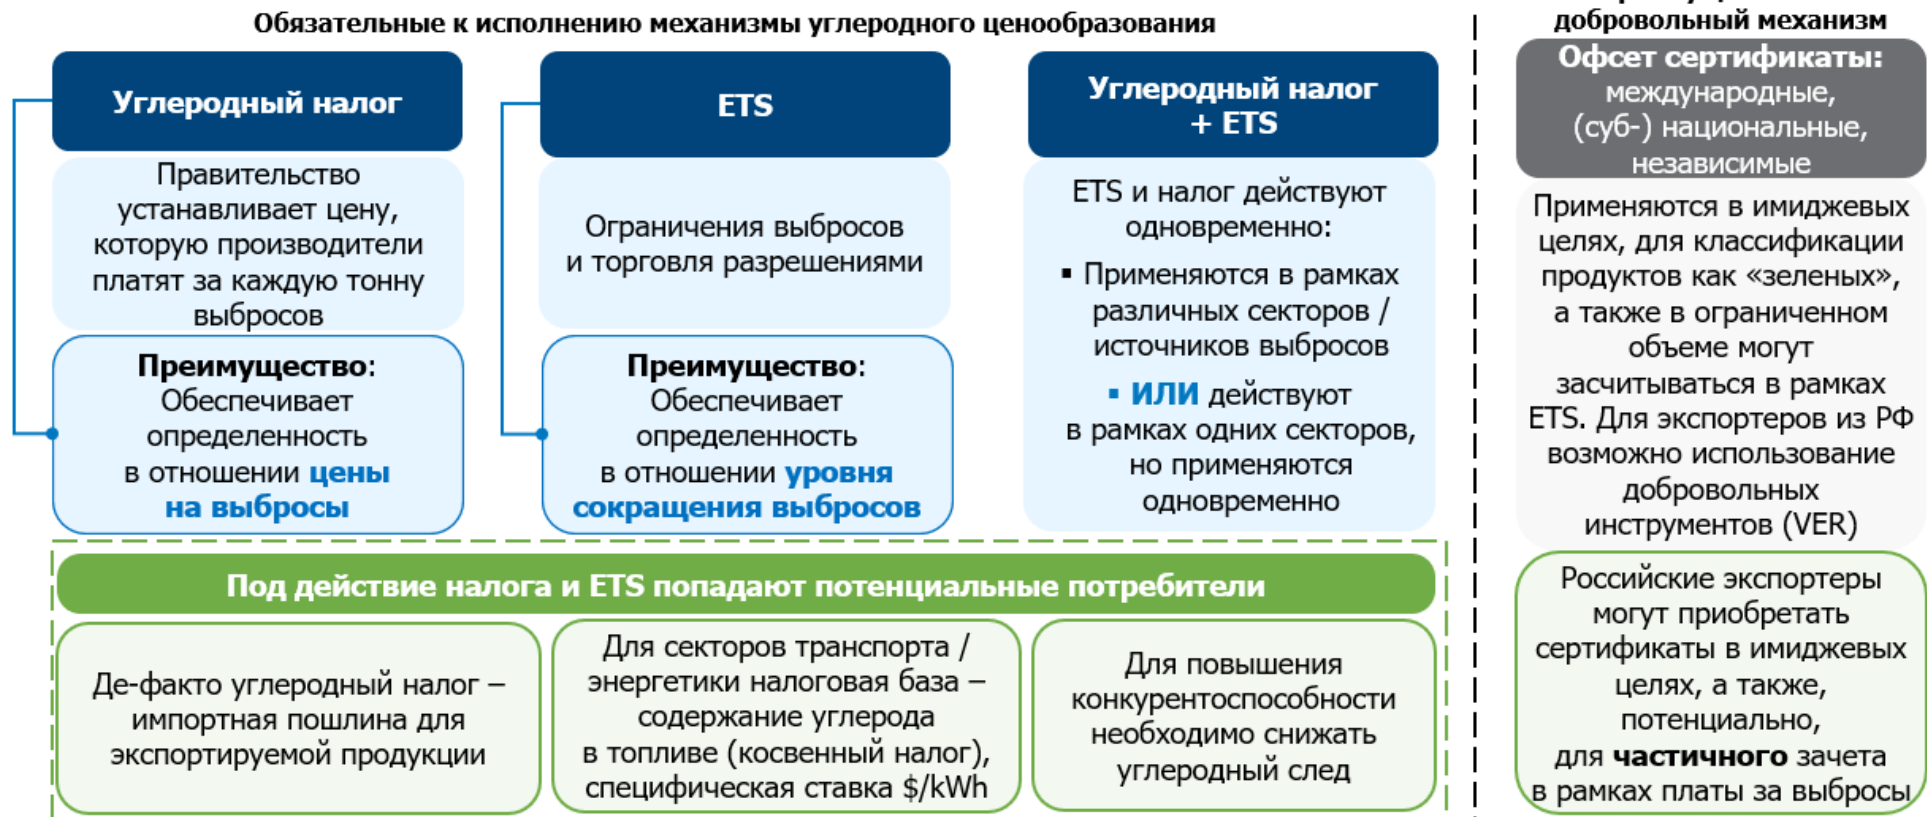 Обязательные к исполнению механизмы углеродного ценообразования
Углеродный налог
Правительство
устанавливает цену,
которую производители
платят за каждую тонну
выбросов
Преимущество:
Обеспечивает
определенность
в отношении цены
на выбросы
ETS
Ограничения выбросов
и торговля разрешениями
Преимущество:
Обеспечивает
определенность
в отношении уровня
сокращения выбросов
Углеродный налог
+ ETS
ETS и налог действуют
одновременно:
▪ Применяются в рамках
различных секторов /
источников выбросов
▪ ИЛИ действуют
в рамках одних секторов,
но применяются
одновременно
Под действие налога и ETS попадают потенциальные потребители
Де-факто углеродный налог –
импортная пошлина для
экспортируемой продукции
Для секторов транспорта /
энергетики налоговая база –
содержание углерода
в топливе (косвенный налог),
специфическая ставка $/kWh
Для повышения
конкурентоспособности
необходимо снижать
углеродный след
добровольный механизм
Офсет сертификаты:
международные,
(суб-) национальные,
независимые
Применяются в имиджевых
целях, для классификации
продуктов как «зеленых»,
а также в ограниченном
объеме могут
засчитываться в рамках
ETS. Для экспортеров из РФ
возможно использование
добровольных
инструментов (VER)
Российские экспортеры
могут приобретать
сертификаты в имиджевых
целях, а также,
потенциально,
для частичного зачета
в рамках платы за выбросы